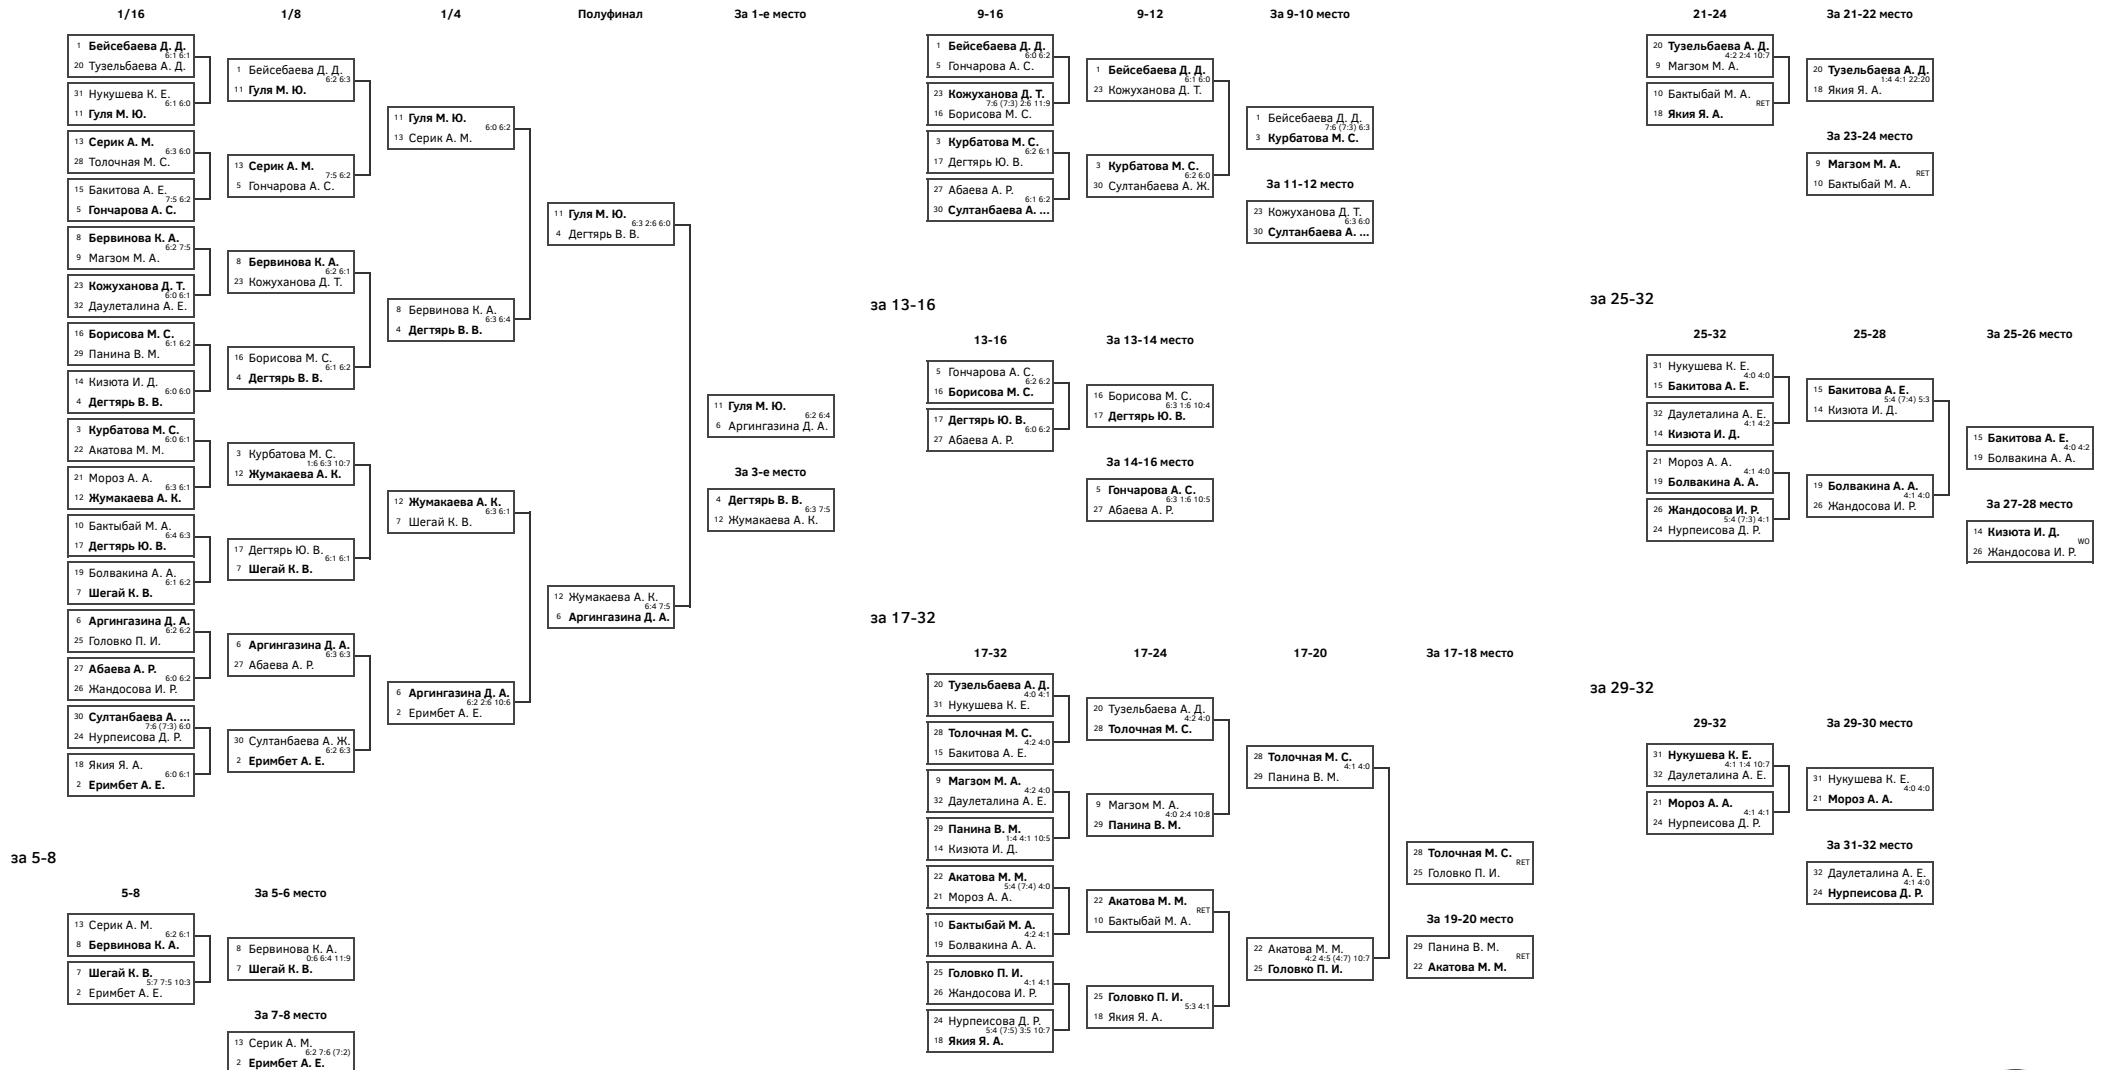 1/16
1/8
1/4
Полуфинал
За 1-е место
1 Бейсебаева Д. Д.
6:1 6:1
20 Тузельбаева А. Д.
31 Нукушева К. Е.
6:1 6:0
11 Гуля М. Ю.
13 Серик А. М.
6:3 6:0
28 Толочная М. С.
15 Бакитова А. Е.
7:5 6:2
5 Гончарова А. С.
8 Бервинова К. А.
6:2 7:5
9 Магзом М. А.
23 Кожуханова Д. Т.
6:0 6:1
32 Даулеталина А. Е.
16 Борисова М. С.
6:1 6:2
29 Панина В. М.
14 Кизюта И. Д.
6:0 6:0
4 Дегтярь В. В.
3 Курбатова М. С.
6:0 6:1
22 Акатова М. М.
21 Мороз А. А.
6:3 6:1
12 Жумакаева А. К.
10 Бактыбай М. А.
6:4 6:3
17 Дегтярь Ю. В.
19 Болвакина А. А.
6:1 6:2
7 Шегай К. В.
6 Аргингазина Д. А.
6:2 6:2
25 Головко П. И.
27 Абаева А. Р.
6:0 6:2
26 Жандосова И. Р.
30 Султанбаева А. ...
7:6 (7:3) 6:0
24 Нурпеисова Д. Р.
18 Якия Я. А.
6:0 6:1
2 Еримбет А. Е.
1 Бейсебаева Д. Д.
6:2 6:3
11 Гуля М. Ю.
13 Серик А. М.
7:5 6:2
5 Гончарова А. С.
8 Бервинова К. А.
6:2 6:1
23 Кожуханова Д. Т.
16 Борисова М. С.
6:1 6:2
4 Дегтярь В. В.
3 Курбатова М. С.
1:6 6:3 10:7
12 Жумакаева А. К.
17 Дегтярь Ю. В.
6:1 6:1
7 Шегай К. В.
6 Аргингазина Д. А.
6:3 6:3
27 Абаева А. Р.
30 Султанбаева А. Ж.
6:2 6:3
2 Еримбет А. Е.
11 Гуля М. Ю.
6:0 6:2
13 Серик А. М.
8 Бервинова К. А.
6:3 6:4
4 Дегтярь В. В.
12 Жумакаева А. К.
6:3 6:1
7 Шегай К. В.
6 Аргингазина Д. А.
6:2 2:6 10:6
2 Еримбет А. Е.
11 Гуля М. Ю.
6:3 2:6 6:0
4 Дегтярь В. В.
12 Жумакаева А. К.
6:4 7:5
6 Аргингазина Д. А.
11 Гуля М. Ю.
6:2 6:4
6 Аргингазина Д. А.
За 3-е место
4 Дегтярь В. В.
6:3 7:5
12 Жумакаева А. К.
за 5-8
5-8
За 5-6 место
13 Серик А. М.
6:2 6:1
8 Бервинова К. А.
7 Шегай К. В.
5:7 7:5 10:3
2 Еримбет А. Е.
8 Бервинова К. А.
0:6 6:4 11:9
7 Шегай К. В.
За 7-8 место
13 Серик А. М.
6:2 7:6 (7:2)
2 Еримбет А. Е.
9-16
9-12
За 9-10 место
1 Бейсебаева Д. Д.
6:0 6:2
5 Гончарова А. С.
23 Кожуханова Д. Т.
7:6 (7:3) 2:6 11:9
16 Борисова М. С.
3 Курбатова М. С.
6:2 6:1
17 Дегтярь Ю. В.
27 Абаева А. Р.
6:1 6:2
30 Султанбаева А. ...
1 Бейсебаева Д. Д.
6:1 6:0
23 Кожуханова Д. Т.
3 Курбатова М. С.
6:2 6:0
30 Султанбаева А. Ж.
1 Бейсебаева Д. Д.
7:6 (7:3) 6:3
3 Курбатова М. С.
За 11-12 место
23 Кожуханова Д. Т.
6:3 6:0
30 Султанбаева А. ...
за 13-16
13-16
За 13-14 место
5 Гончарова А. С.
6:2 6:2
16 Борисова М. С.
17 Дегтярь Ю. В.
6:0 6:2
27 Абаева А. Р.
16 Борисова М. С.
6:3 1:6 10:4
17 Дегтярь Ю. В.
За 14-16 место
5 Гончарова А. С.
6:3 1:6 10:5
27 Абаева А. Р.
за 17-32
17-32
17-24
17-20
За 17-18 место
20 Тузельбаева А. Д.
4:0 4:1
31 Нукушева К. Е.
28 Толочная М. С.
4:2 4:0
15 Бакитова А. Е.
9 Магзом М. А.
4:2 4:0
32 Даулеталина А. Е.
29 Панина В. М.
1:4 4:1 10:5
14 Кизюта И. Д.
22 Акатова М. М.
5:4 (7:4) 4:0
21 Мороз А. А.
10 Бактыбай М. А.
4:2 4:1
19 Болвакина А. А.
25 Головко П. И.
4:1 4:1
26 Жандосова И. Р.
24 Нурпеисова Д. Р.
5:4 (7:5) 3:5 10:7
18 Якия Я. А.
20 Тузельбаева А. Д.
4:2 4:0
28 Толочная М. С.
9 Магзом М. А.
4:0 2:4 10:8
29 Панина В. М.
22 Акатова М. М.
RET
10 Бактыбай М. А.
25 Головко П. И.
5:3 4:1
18 Якия Я. А.
28 Толочная М. С.
4:1 4:0
29 Панина В. М.
22 Акатова М. М.
4:2 4:5 (4:7) 10:7
25 Головко П. И.
28 Толочная М. С.
RET
25 Головко П. И.
За 19-20 место
29 Панина В. М.
RET
22 Акатова М. М.
21-24
За 21-22 место
20 Тузельбаева А. Д.
4:2 2:4 10:7
9 Магзом М. А.
10 Бактыбай М. А.
RET
18 Якия Я. А.
20 Тузельбаева А. Д.
1:4 4:1 22:20
18 Якия Я. А.
За 23-24 место
9 Магзом М. А.
RET
10 Бактыбай М. А.
за 25-32
25-32
25-28
За 25-26 место
31 Нукушева К. Е.
4:0 4:0
15 Бакитова А. Е.
32 Даулеталина А. Е.
4:1 4:2
14 Кизюта И. Д.
21 Мороз А. А.
4:1 4:0
19 Болвакина А. А.
26 Жандосова И. Р.
5:4 (7:3) 4:1
24 Нурпеисова Д. Р.
15 Бакитова А. Е.
5:4 (7:4) 5:3
14 Кизюта И. Д.
19 Болвакина А. А.
4:1 4:0
26 Жандосова И. Р.
15 Бакитова А. Е.
4:0 4:2
19 Болвакина А. А.
За 27-28 место
14 Кизюта И. Д.
WO
26 Жандосова И. Р.
за 29-32
29-32
За 29-30 место
31 Нукушева К. Е.
4:1 1:4 10:7
32 Даулеталина А. Е.
21 Мороз А. А.
4:1 4:1
24 Нурпеисова Д. Р.
31 Нукушева К. Е.
4:0 4:0
21 Мороз А. А.
За 31-32 место
32 Даулеталина А. Е.
4:1 4:0
24 Нурпеисова Д. Р.